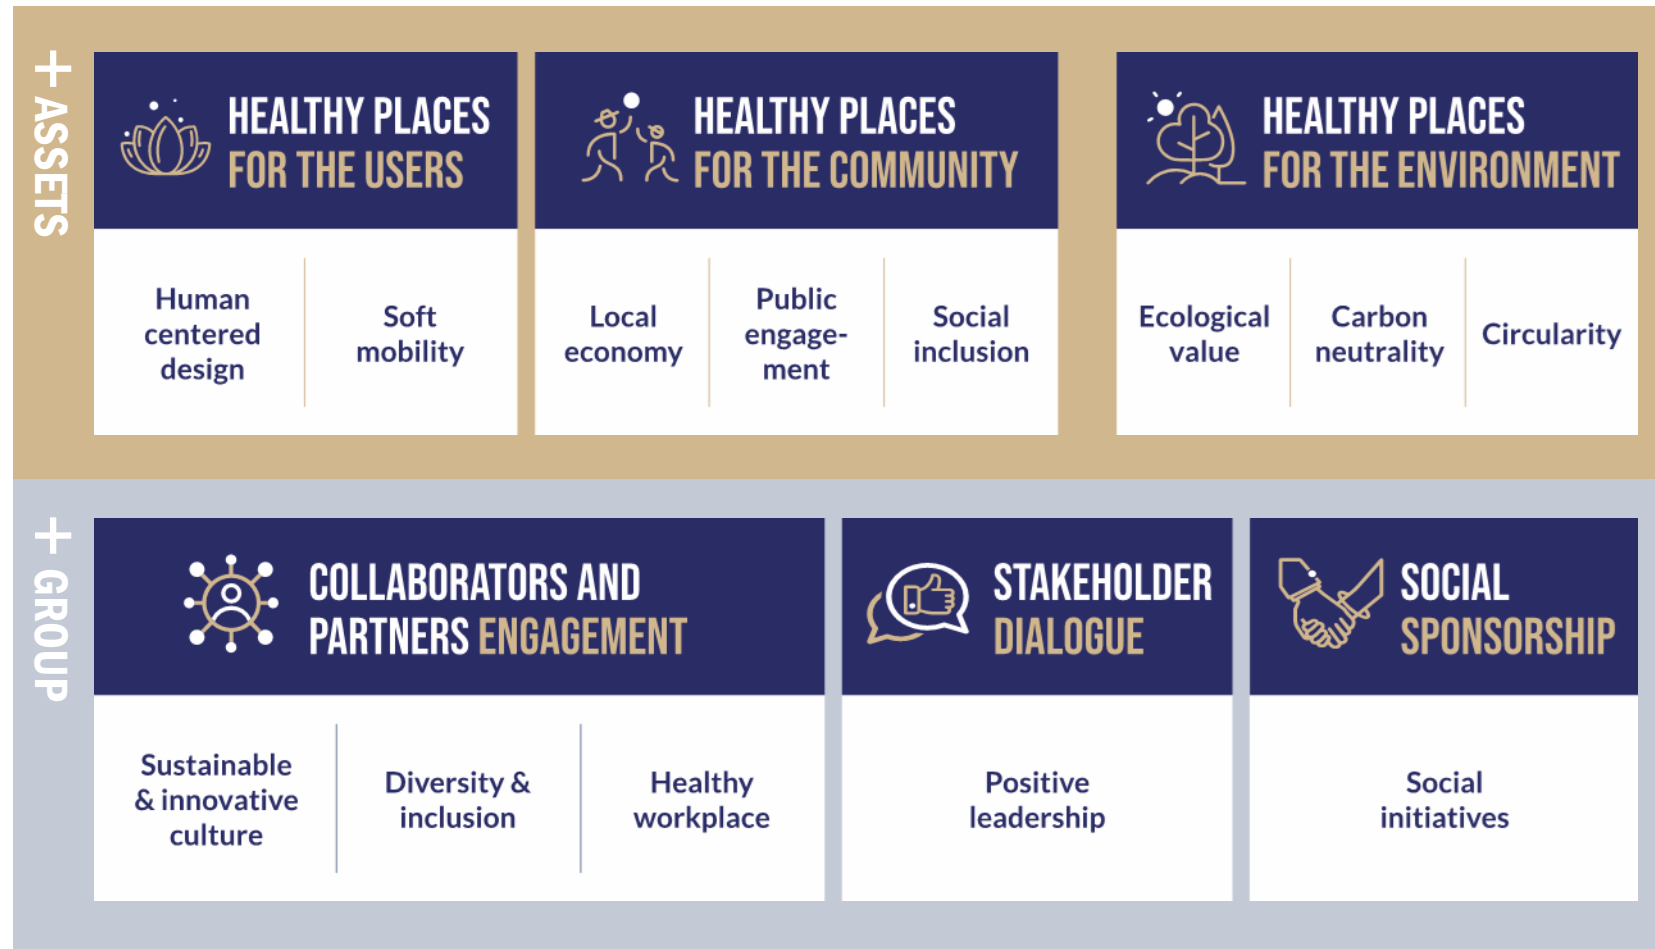 + ASSETS
HEALTHY PLACES
FOR THE USERS
Human
centered
design
Soft
mobility
HEALTHY PLACES
FOR THE COMMUNITY
Local
economy
Public
engage-
ment
Social
inclusion
HEALTHY PLACES
FOR THE ENVIRONMENT
Ecological
value
Carbon
neutrality
Circularity
+ GROUP
COLLABORATORS AND
PARTNERS ENGAGEMENT
Sustainable
& innovative
culture
Diversity &
inclusion
Healthy
workplace
STAKEHOLDER
DIALOGUE
Positive
leadership
SOCIAL
SPONSORSHIP
Social
initiatives